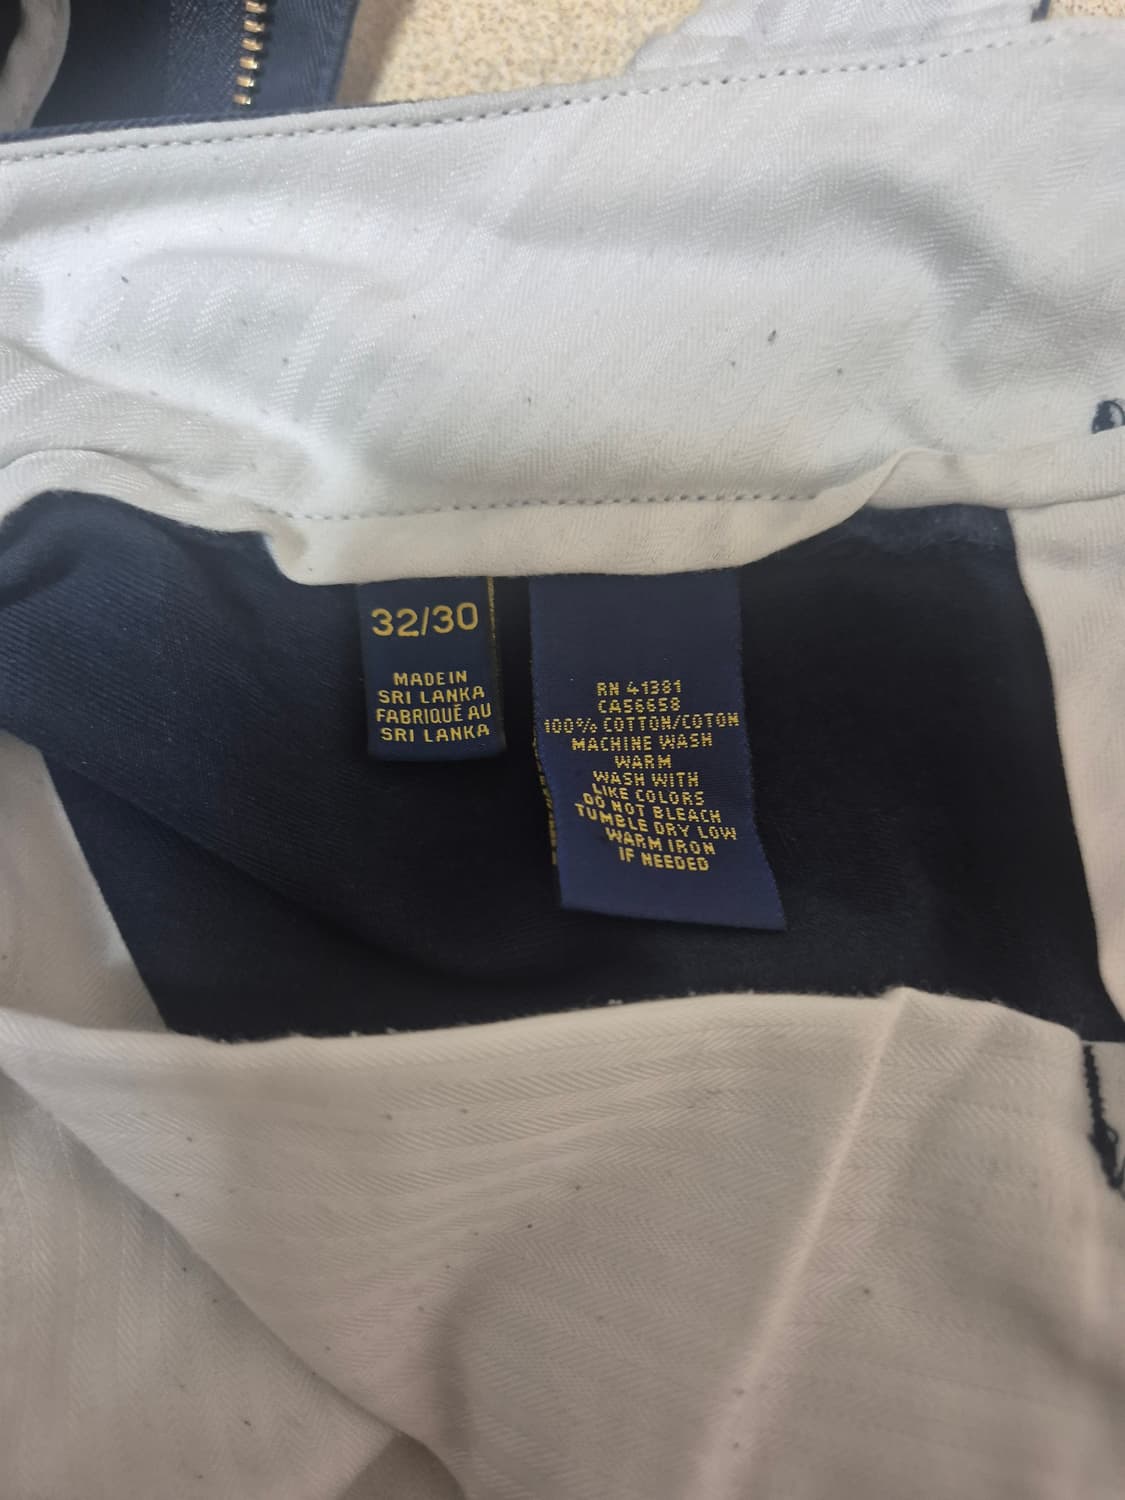 32/30
MADE IN
SRI LANKA
FABRIQUÉ AU
SRI LANKA
RN 41381
CA56658
100% COTTON/COTON
MACHINE WASH
WARM
WASH WITH
LIKE COLORS
DO NOT BLEACH
TUMBLE DRY LOW
WARM IRON
IF NEEDED